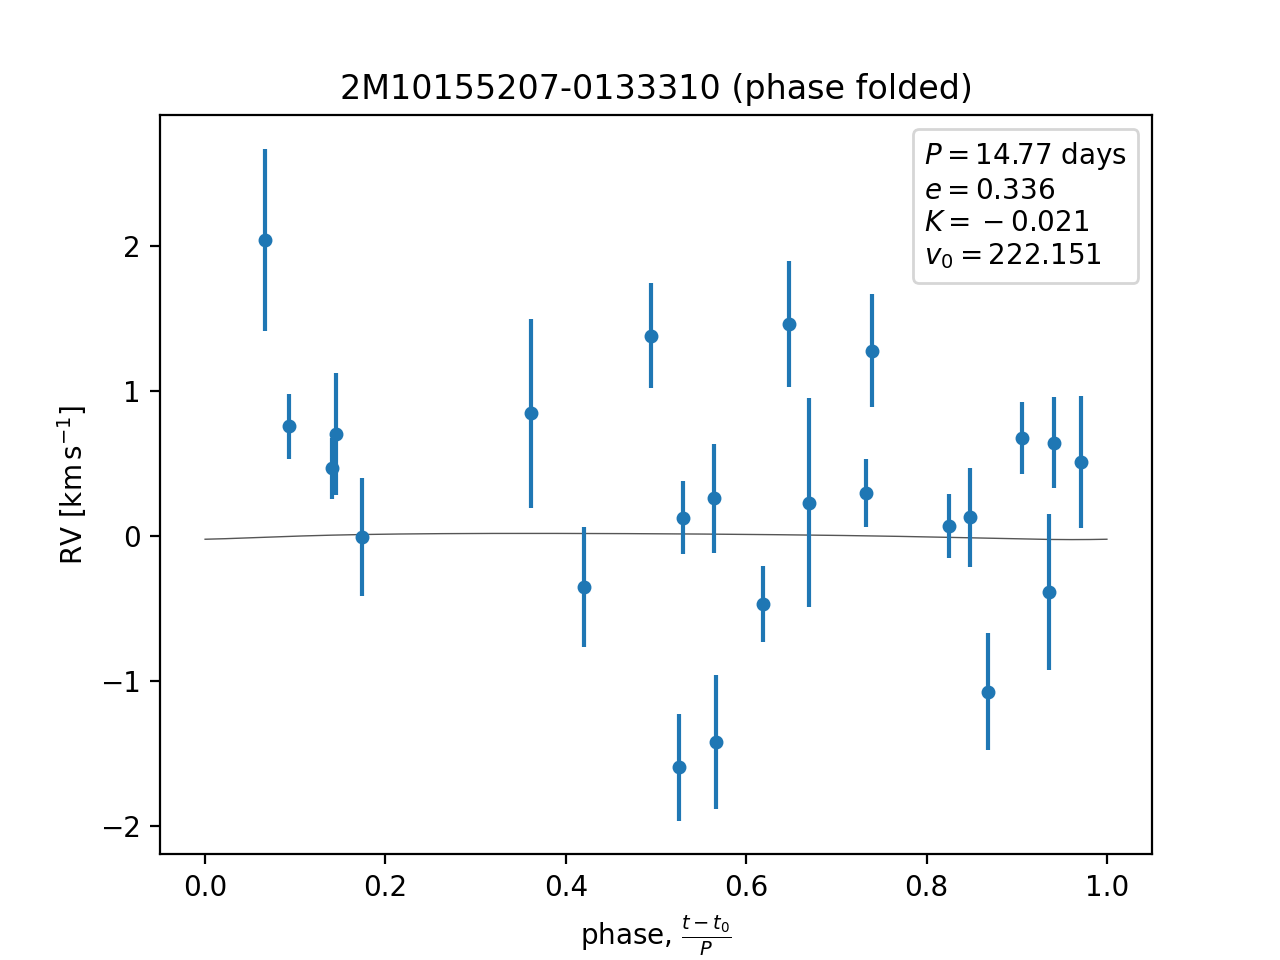 2M10155207-0133310 (phase folded)
P = 14.77 days
e = 0.336
K = −0.021
v₀ = 222.151
2
1
0
−1
−2
RV [km s⁻¹]
0.0 0.2 0.4 0.6 0.8 1.0
phase, (t − t₀)/P